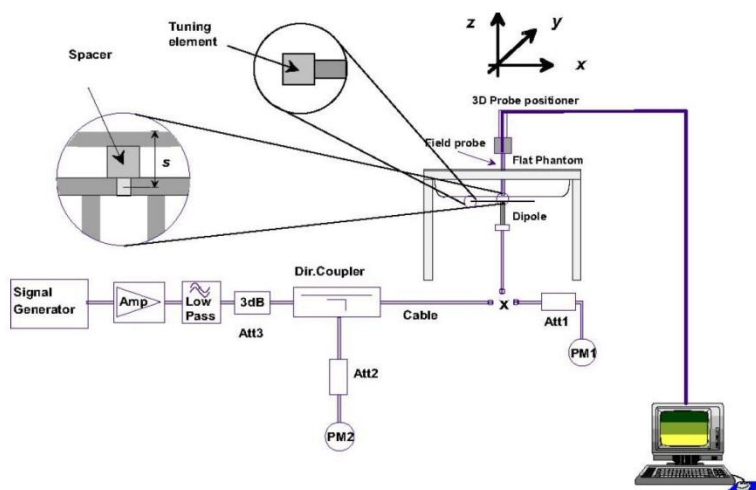 Tuning
element
Spacer
s
z
y
x
3D Probe positioner
Field probe
Flat Phantom
Dipole
Signal
Generator
Amp
Low
Pass
3dB
Att3
Dir.Coupler
Cable
x
Att1
PM1
Att2
PM2